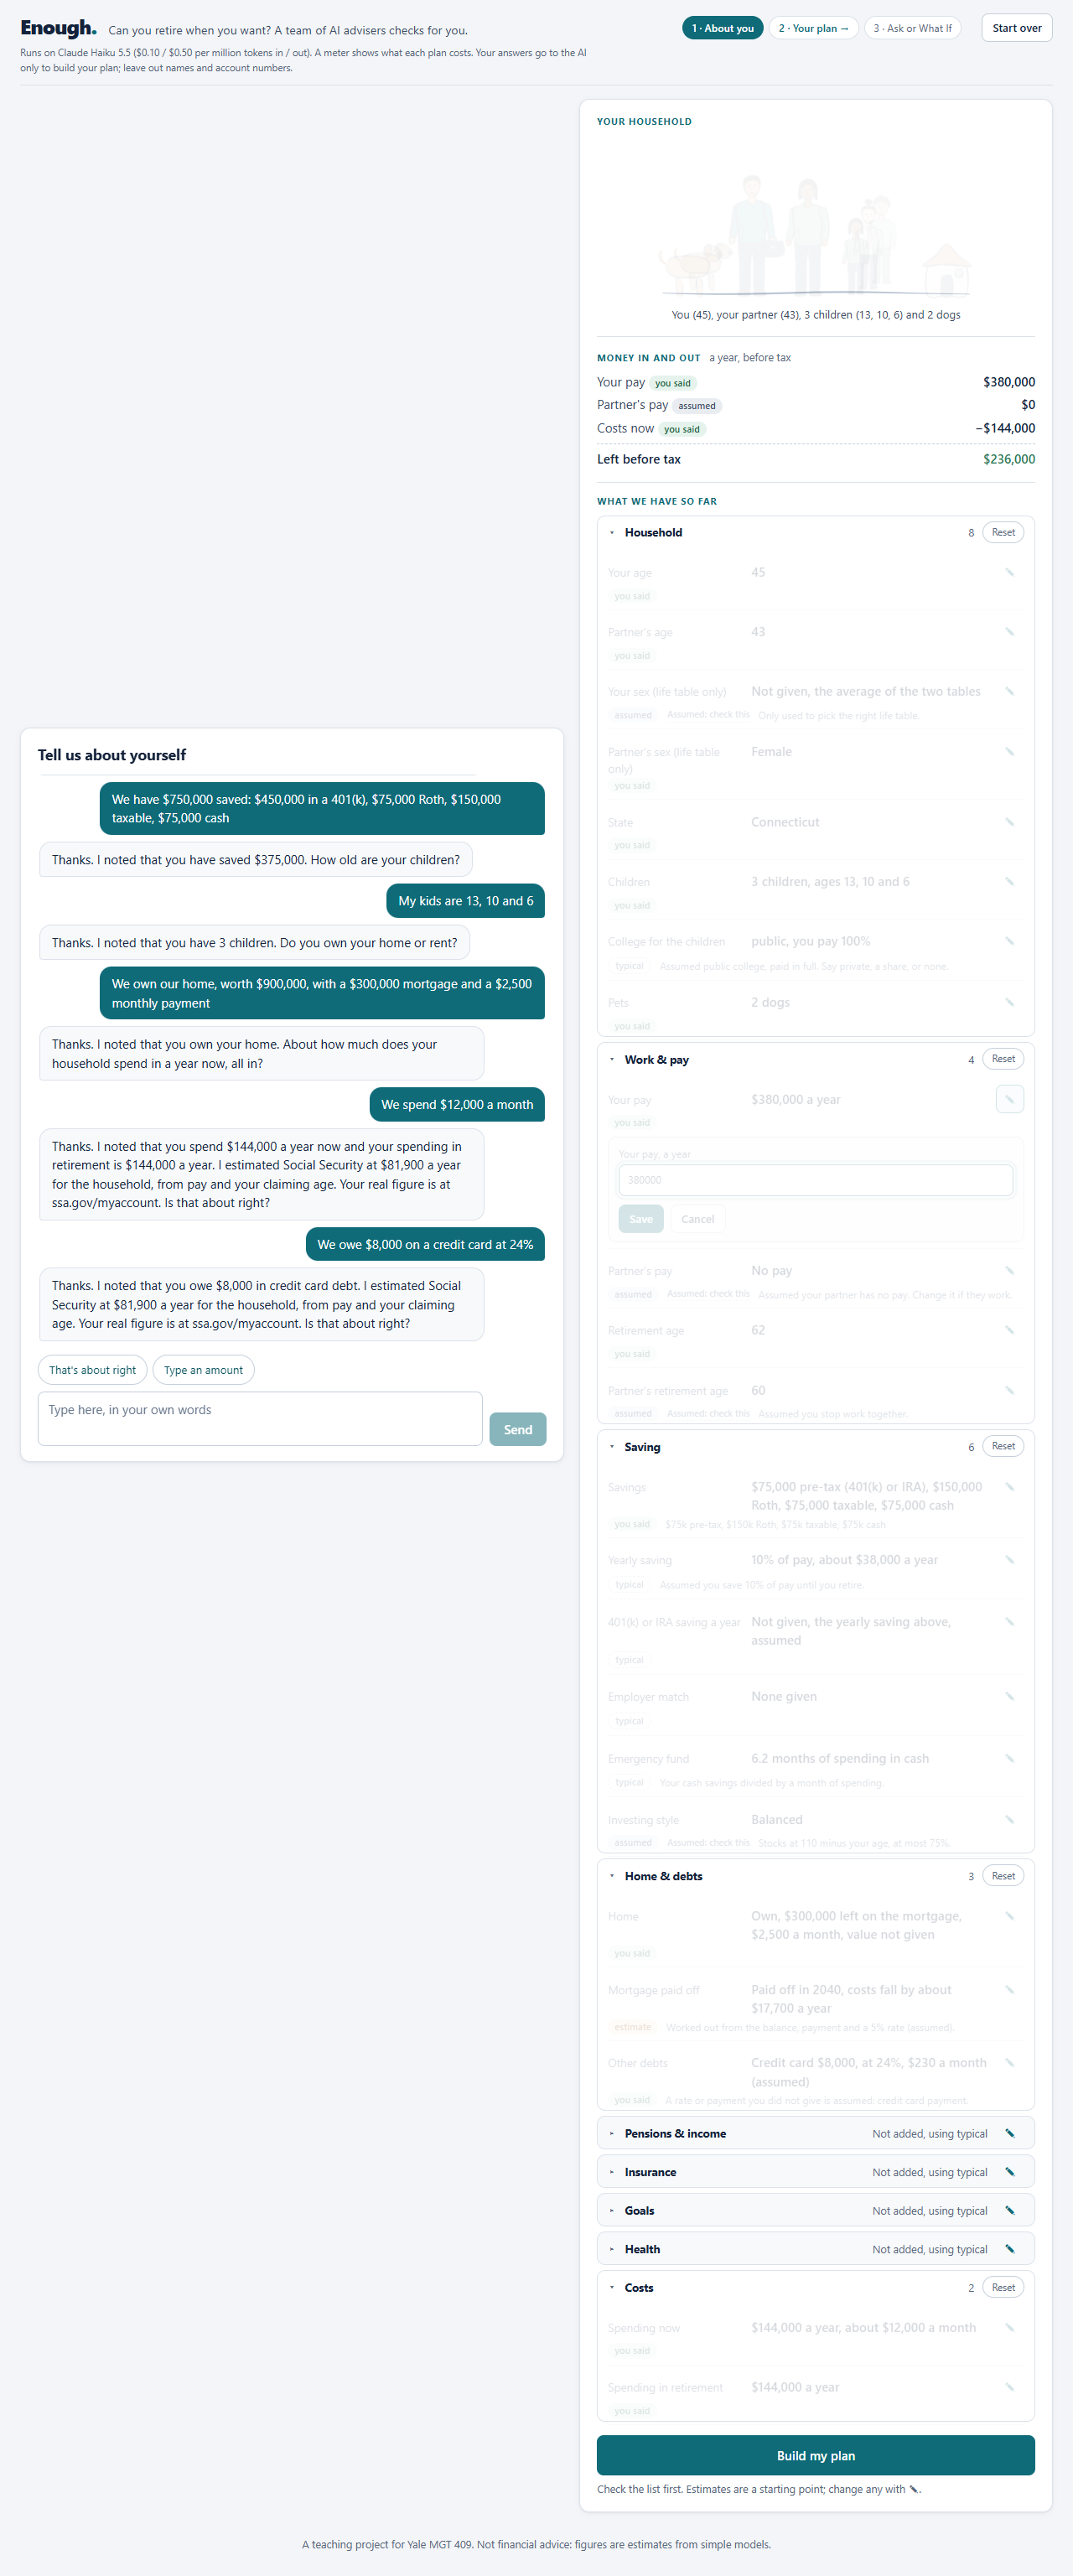 Enough. Can you retire when you want? A team of AI advisers checks for you.
Runs on Claude Haiku 5.5 ($0.10 / $0.50 per million tokens in / out). A meter shows what each plan costs. Your answers go to the AI
only to build your plan; leave out names and account numbers.
1 · About you
2 · Your plan →
3 · Ask or What If
Start over
Tell us about yourself
We have $750,000 saved: $450,000 in a 401(k), $75,000 Roth, $150,000
taxable, $75,000 cash
Thanks. I noted that you have saved $375,000. How old are your children?
My kids are 13, 10 and 6
Thanks. I noted that you have 3 children. Do you own your home or rent?
We own our home, worth $900,000, with a $300,000 mortgage and a $2,500
monthly payment
Thanks. I noted that you own your home. About how much does your
household spend in a year now, all in?
We spend $12,000 a month
Thanks. I noted that you spend $144,000 a year now and your spending in
retirement is $144,000 a year. I estimated Social Security at $81,900 a year
for the household, from pay and your claiming age. Your real figure is at
ssa.gov/myaccount. Is that about right?
We owe $8,000 on a credit card at 24%
Thanks. I noted that you owe $8,000 in credit card debt. I estimated Social
Security at $81,900 a year for the household, from pay and your claiming
age. Your real figure is at ssa.gov/myaccount. Is that about right?
That's about right
Type an amount
Type here, in your own words
Send
YOUR HOUSEHOLD
You (45), your partner (43), 3 children (13, 10, 6) and 2 dogs
MONEY IN AND OUT a year, before tax
Your pay you said $380,000
Partner's pay assumed $0
Costs now you said −$144,000
Left before tax $236,000
WHAT WE HAVE SO FAR
Household 8 Reset
Your age 45
you said
Partner's age 43
you said
Your sex (life table only) Not given, the average of the two tables
assumed Assumed: check this Only used to pick the right life table.
Partner's sex (life table Female
only)
you said
State Connecticut
you said
Children 3 children, ages 13, 10 and 6
you said
College for the children public, you pay 100%
typical Assumed public college, paid in full. Say private, a share, or none.
Pets 2 dogs
you said
Work & pay 4 Reset
Your pay $380,000 a year
you said
Your pay, a year
380000
Save Cancel
Partner's pay No pay
assumed Assumed: check this Assumed your partner has no pay. Change it if they work.
Retirement age 62
you said
Partner's retirement age 60
assumed Assumed: check this Assumed you stop work together.
Saving 6 Reset
Savings $75,000 pre-tax (401(k) or IRA), $150,000
Roth, $75,000 taxable, $75,000 cash
you said $75k pre-tax, $150k Roth, $75k taxable, $75k cash
Yearly saving 10% of pay, about $38,000 a year
typical Assumed you save 10% of pay until you retire.
401(k) or IRA saving a year Not given, the yearly saving above,
assumed
typical
Employer match None given
typical
Emergency fund 6.2 months of spending in cash
typical Your cash savings divided by a month of spending.
Investing style Balanced
assumed Assumed: check this Stocks at 110 minus your age, at most 75%.
Home & debts 3 Reset
Home Own, $300,000 left on the mortgage,
$2,500 a month, value not given
you said
Mortgage paid off Paid off in 2040, costs fall by about
$17,700 a year
estimate Worked out from the balance, payment and a 5% rate (assumed).
Other debts Credit card $8,000, at 24%, $230 a month
(assumed)
you said A rate or payment you did not give is assumed: credit card payment.
Pensions & income Not added, using typical
Insurance Not added, using typical
Goals Not added, using typical
Health Not added, using typical
Costs 2 Reset
Spending now $144,000 a year, about $12,000 a month
you said
Spending in retirement $144,000 a year
you said
Build my plan
Check the list first. Estimates are a starting point; change any with ✎.
A teaching project for Yale MGT 409. Not financial advice: figures are estimates from simple models.